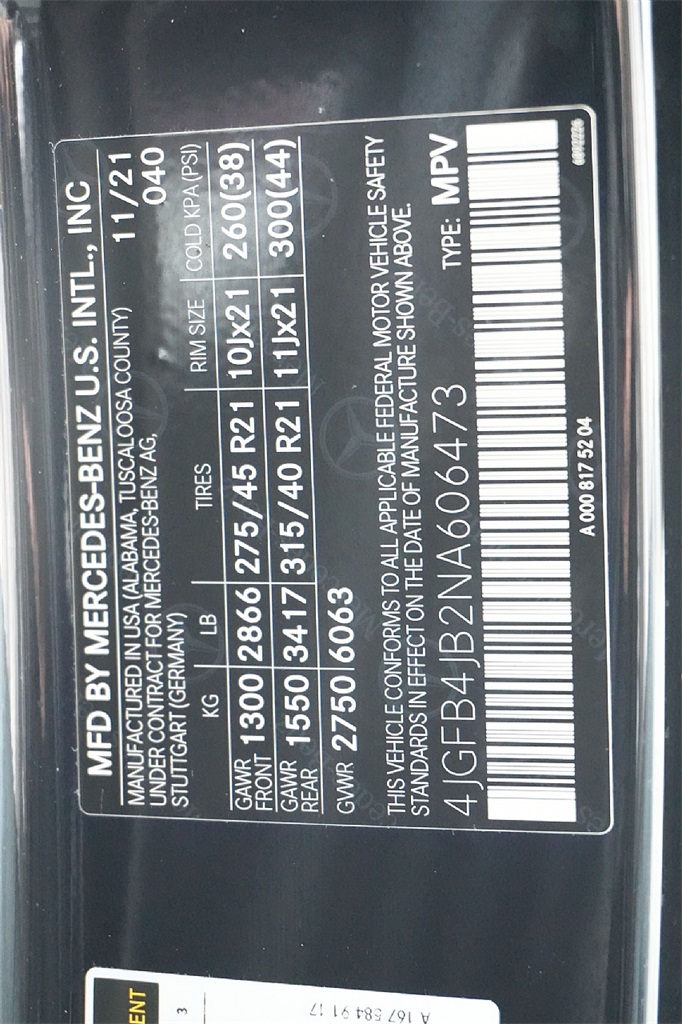 MFD BY MERCEDES-BENZ U.S. INTL., INC
MANUFACTURED IN USA (ALABAMA, TUSCALOOSA COUNTY) 11/21
UNDER CONTRACT FOR MERCEDES-BENZ AG, 040
STUTTGART (GERMANY)
KG LB TIRES RIM SIZE COLD KPA (PSI)
GAWR FRONT 1300 2866 275/45 R21 10Jx21 260(38)
GAWR REAR 1550 3417 315/40 R21 11Jx21 300(44)
GVWR 2750 6063
THIS VEHICLE CONFORMS TO ALL APPLICABLE FEDERAL MOTOR VEHICLE SAFETY
STANDARDS IN EFFECT ON THE DATE OF MANUFACTURE SHOWN ABOVE.
4JGFB4JB2NA606473 TYPE: MPV
A 000 817 52 04
ENT
3
A 167 584 91 17